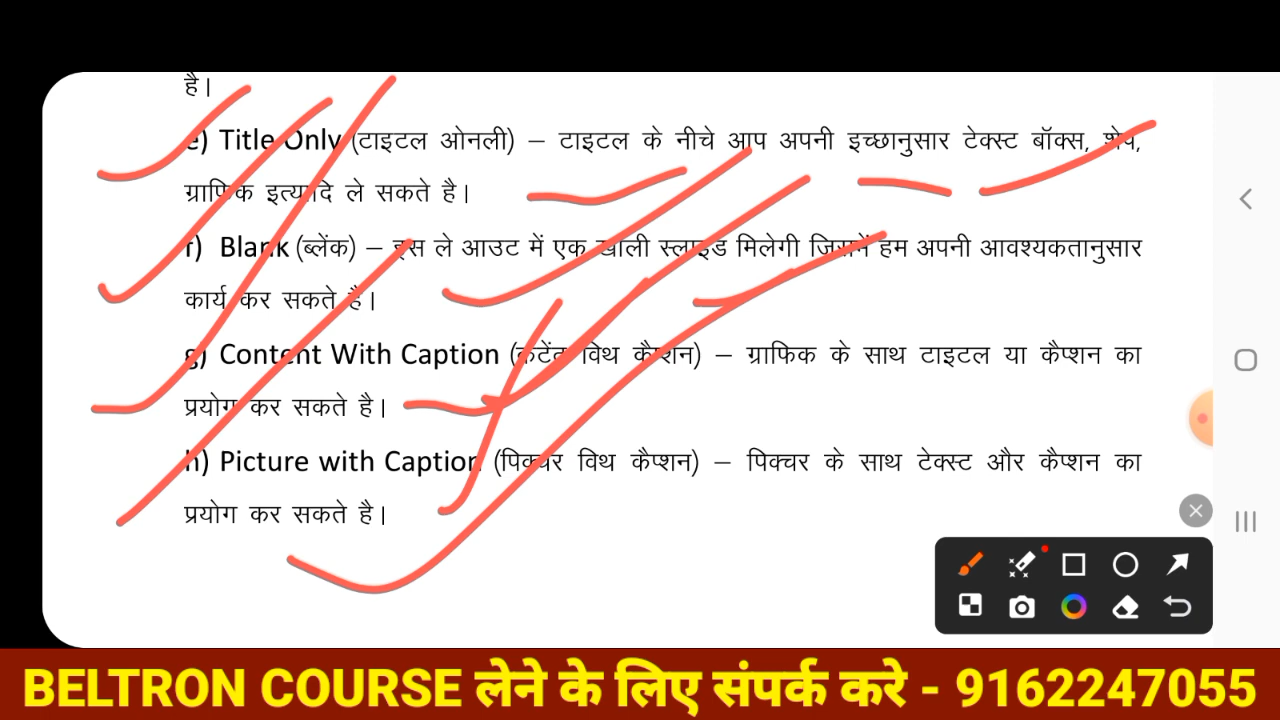 है।
e) Title Only (टाइटल ओनली) – टाइटल के नीचे आप अपनी इच्छानुसार टेक्स्ट बॉक्स, शेप,
ग्राफिक इत्यादि ले सकते है।
f) Blank (ब्लेंक) – इस ले आउट में एक खाली स्लाइड मिलेगी जिसमें हम अपनी आवश्यकतानुसार
कार्य कर सकते है।
g) Content With Caption (कंटेंट विथ कैप्शन) – ग्राफिक के साथ टाइटल या कैप्शन का
प्रयोग कर सकते है।
h) Picture with Caption (पिक्चर विथ कैप्शन) – पिक्चर के साथ टेक्स्ट और कैप्शन का
प्रयोग कर सकते है।
BELTRON COURSE लेने के लिए संपर्क करे - 9162247055